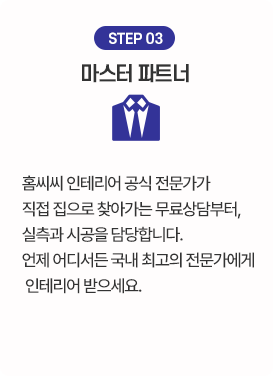 STEP 03
마스터 파트너
홈씨씨 인테리어 공식 전문가가
직접 집으로 찾아가는 무료상담부터,
실측과 시공을 담당합니다.
언제 어디서든 국내 최고의 전문가에게
인테리어 받으세요.